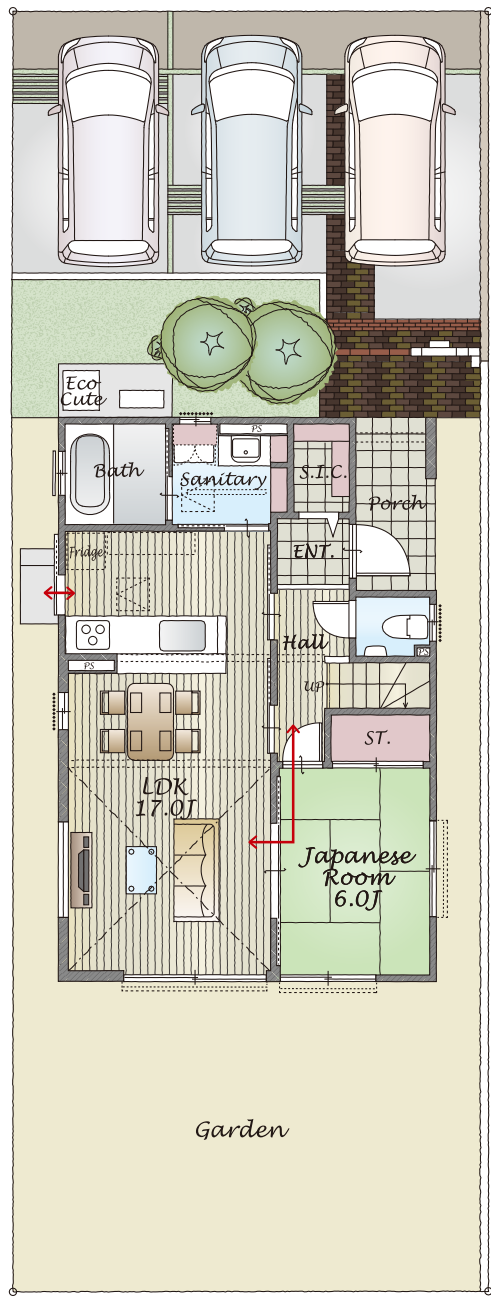 Eco
Cute
PS
Bath
Sanitary
S.I.C.
Porch
Fridge
ENT.
Hall
PS
PS
UP
ST.
LDK
17.0J
Japanese
Room
6.0J
Garden